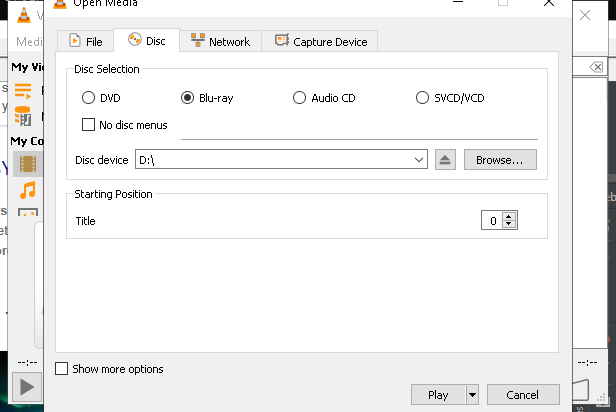 Open Media
Medi
File
Disc
Network
Capture Device
My Vi
Disc Selection
DVD
Blu-ray
Audio CD
SVCD/VCD
No disc menus
My Co
Disc device
D:\
Browse...
Starting Position
Title
0
--:--
--:--
Show more options
Play
Cancel